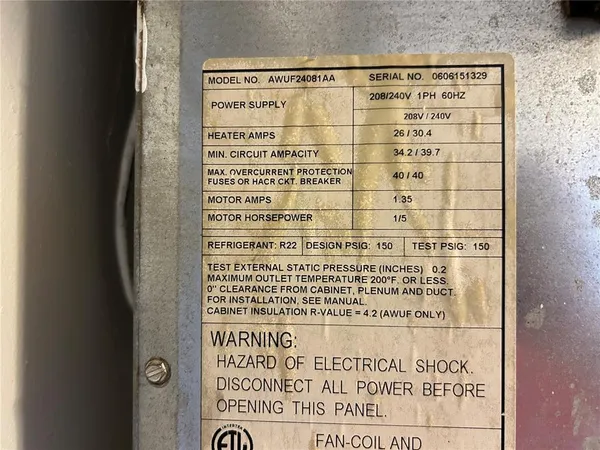 MODEL NO. AWUF24081AA SERIAL NO. 0606151329
POWER SUPPLY 208/240V 1PH 60HZ
208V / 240V
HEATER AMPS 26 / 30.4
MIN. CIRCUIT AMPACITY 34.2 / 39.7
MAX. OVERCURRENT PROTECTION
FUSES OR HACR CKT. BREAKER 40 / 40
MOTOR AMPS 1.35
MOTOR HORSEPOWER 1/5
REFRIGERANT: R22 DESIGN PSIG: 150 TEST PSIG: 150
TEST EXTERNAL STATIC PRESSURE (INCHES) 0.2
MAXIMUM OUTLET TEMPERATURE 200°F. OR LESS.
0" CLEARANCE FROM CABINET, PLENUM AND DUCT.
FOR INSTALLATION, SEE MANUAL.
CABINET INSULATION R-VALUE = 4.2 (AWUF ONLY)
WARNING:
HAZARD OF ELECTRICAL SHOCK.
DISCONNECT ALL POWER BEFORE
OPENING THIS PANEL.
INTERTEK
ETL
FAN-COIL AND